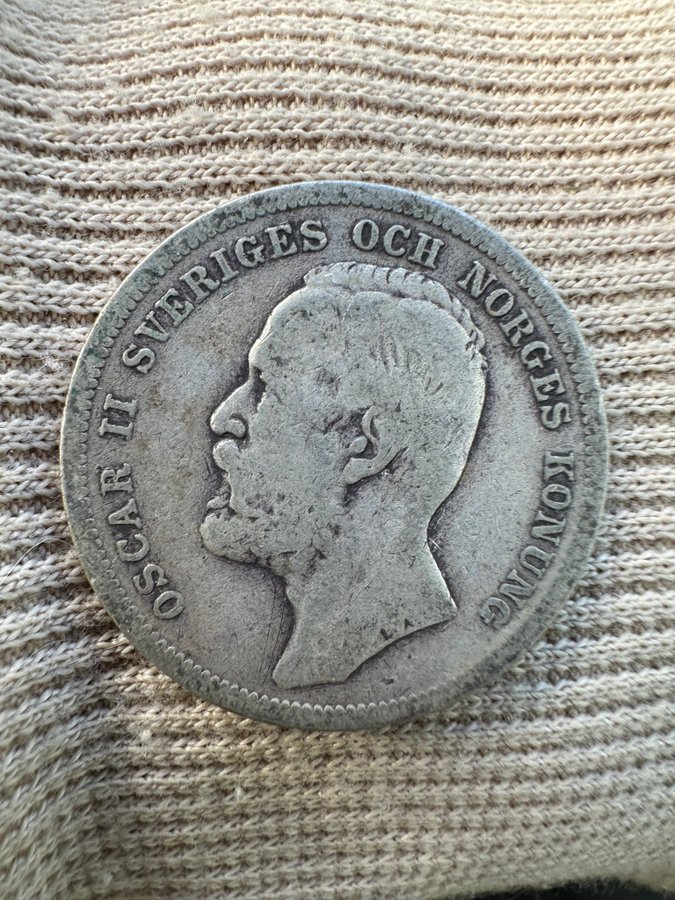 OSCAR II SVERIGES OCH NORGES KONUNG
L.A.